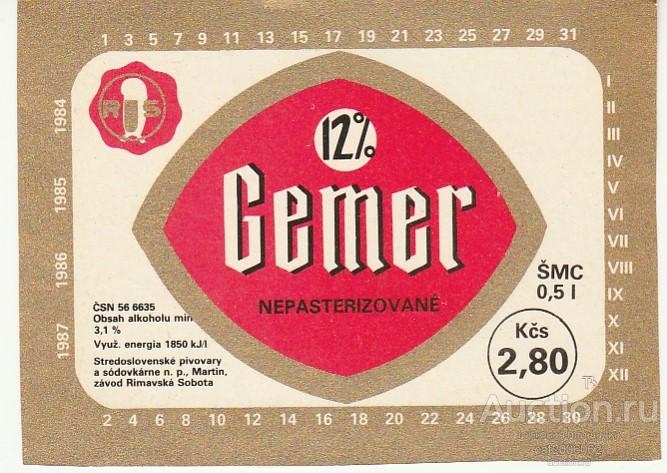 1 3 5 7 9 11 13 15 17 19 21 23 25 27 29 31
1984
1985
1986
1987
R S
12%
Gemer
NEPASTERIZOVANÉ
I
II
III
IV
V
VI
VII
VIII
IX
X
XI
XII
ŠMC
0,5 l
Kčs
2,80
ČSN 56 6635
Obsah alkoholu min
3,1 %
Využ. energia 1850 kJ/l
Stredoslovenské pivovary
a sódovkárne n. p., Martin,
závod Rimavská Sobota
2 4 6 8 10 12 14 16 18 20 22 24 26 28 30
Auction.ru